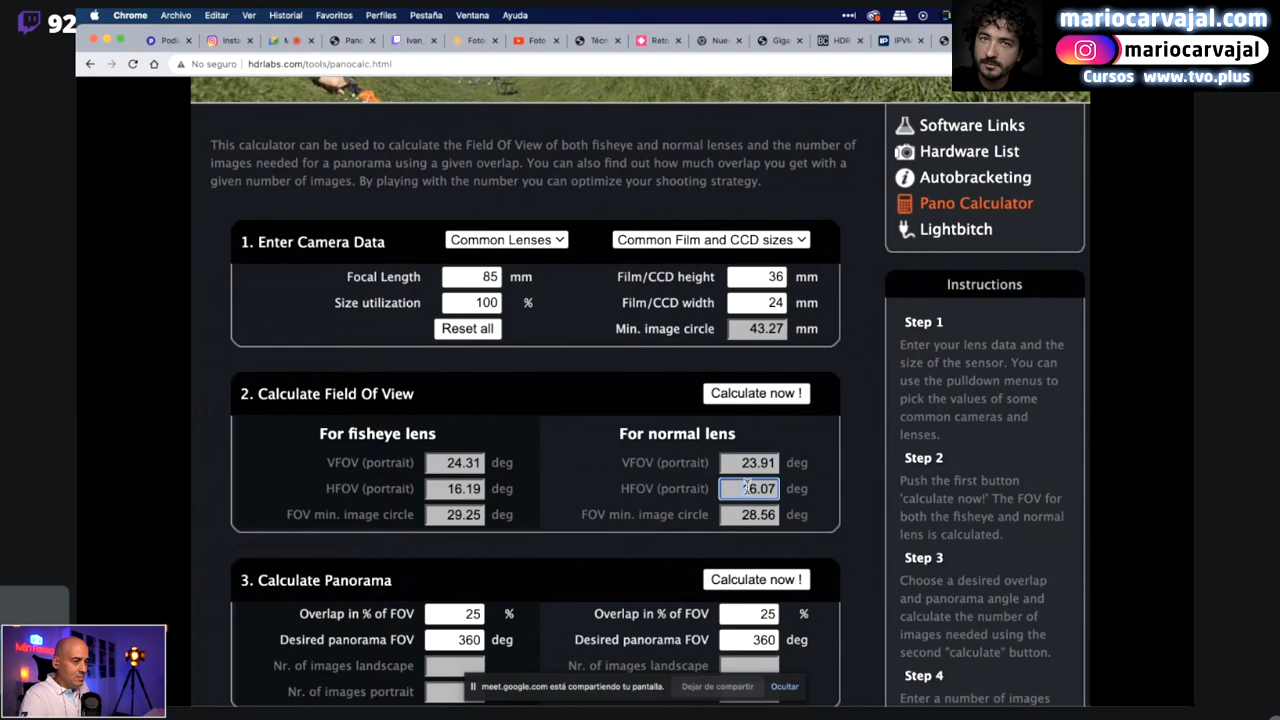 92
Chrome Archivo Editar Ver Historial Favoritos Perfiles Pestaña Ventana Ayuda
mariocarvajal.com
mariocarvajal
Cursos www.tvo.plus
Podi Insta M Panc Ivan_ Foto Foto Técn Reto Nue Giga HDR IPVM
No seguro hdrlabs.com/tools/panocalc.html
This calculator can be used to calculate the Field Of View of both fisheye and normal lenses and the number of
images needed for a panorama using a given overlap. You can also find out how much overlap you get with a
given number of images. By playing with the number you can optimize your shooting strategy.
Software Links
Hardware List
Autobracketing
Pano Calculator
Lightbitch
1. Enter Camera Data Common Lenses Common Film and CCD sizes
Focal Length 85 mm Film/CCD height 36 mm
Size utilization 100 % Film/CCD width 24 mm
Reset all Min. image circle 43.27 mm
2. Calculate Field Of View Calculate now !
For fisheye lens For normal lens
VFOV (portrait) 24.31 deg VFOV (portrait) 23.91 deg
HFOV (portrait) 16.19 deg HFOV (portrait) 16.07 deg
FOV min. image circle 29.25 deg FOV min. image circle 28.56 deg
3. Calculate Panorama Calculate now !
Overlap in % of FOV 25 % Overlap in % of FOV 25 %
Desired panorama FOV 360 deg Desired panorama FOV 360 deg
Nr. of images landscape Nr. of images landscape
Nr. of images portrait
meet.google.com está compartiendo tu pantalla. Dejar de compartir Ocultar
Instructions
Step 1
Enter your lens data and the
size of the sensor. You can
use the pulldown menus to
pick the values of some
common cameras and
lenses.
Step 2
Push the first button
'calculate now!' The FOV for
both the fisheye and normal
lens is calculated.
Step 3
Choose a desired overlap
and panorama angle and
calculate the number of
images needed using the
second "calculate" button.
Step 4
Enter a number of images